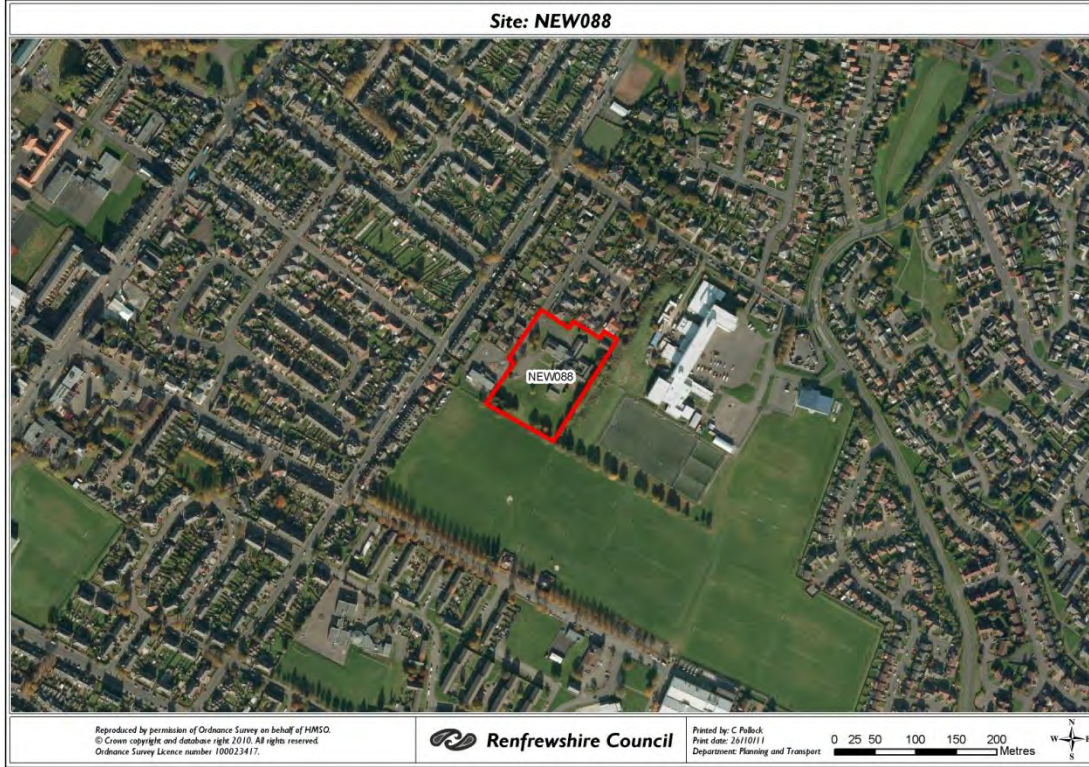 Site: NEW088
NEW088
Reproduced by permission of Ordnance Survey on behalf of HMSO.
© Crown copyright and database right 2010. All rights reserved.
Ordnance Survey Licence number 100023417.
Renfrewshire Council
Printed by: C Pollock
Print date: 26/10/11
Department: Planning and Transport
0 25 50 100 150 200
Metres
N
W E
S